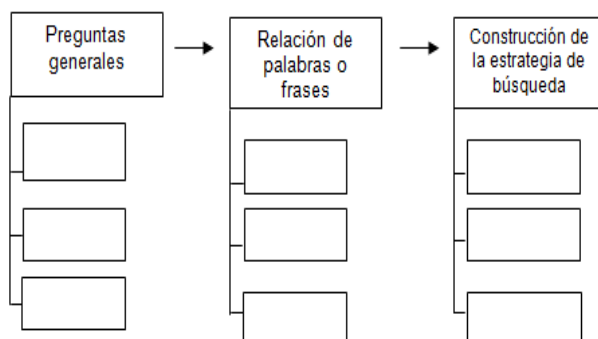 Preguntas
generales
Relación de
palabras o
frases
Construcción de
la estrategia de
búsqueda